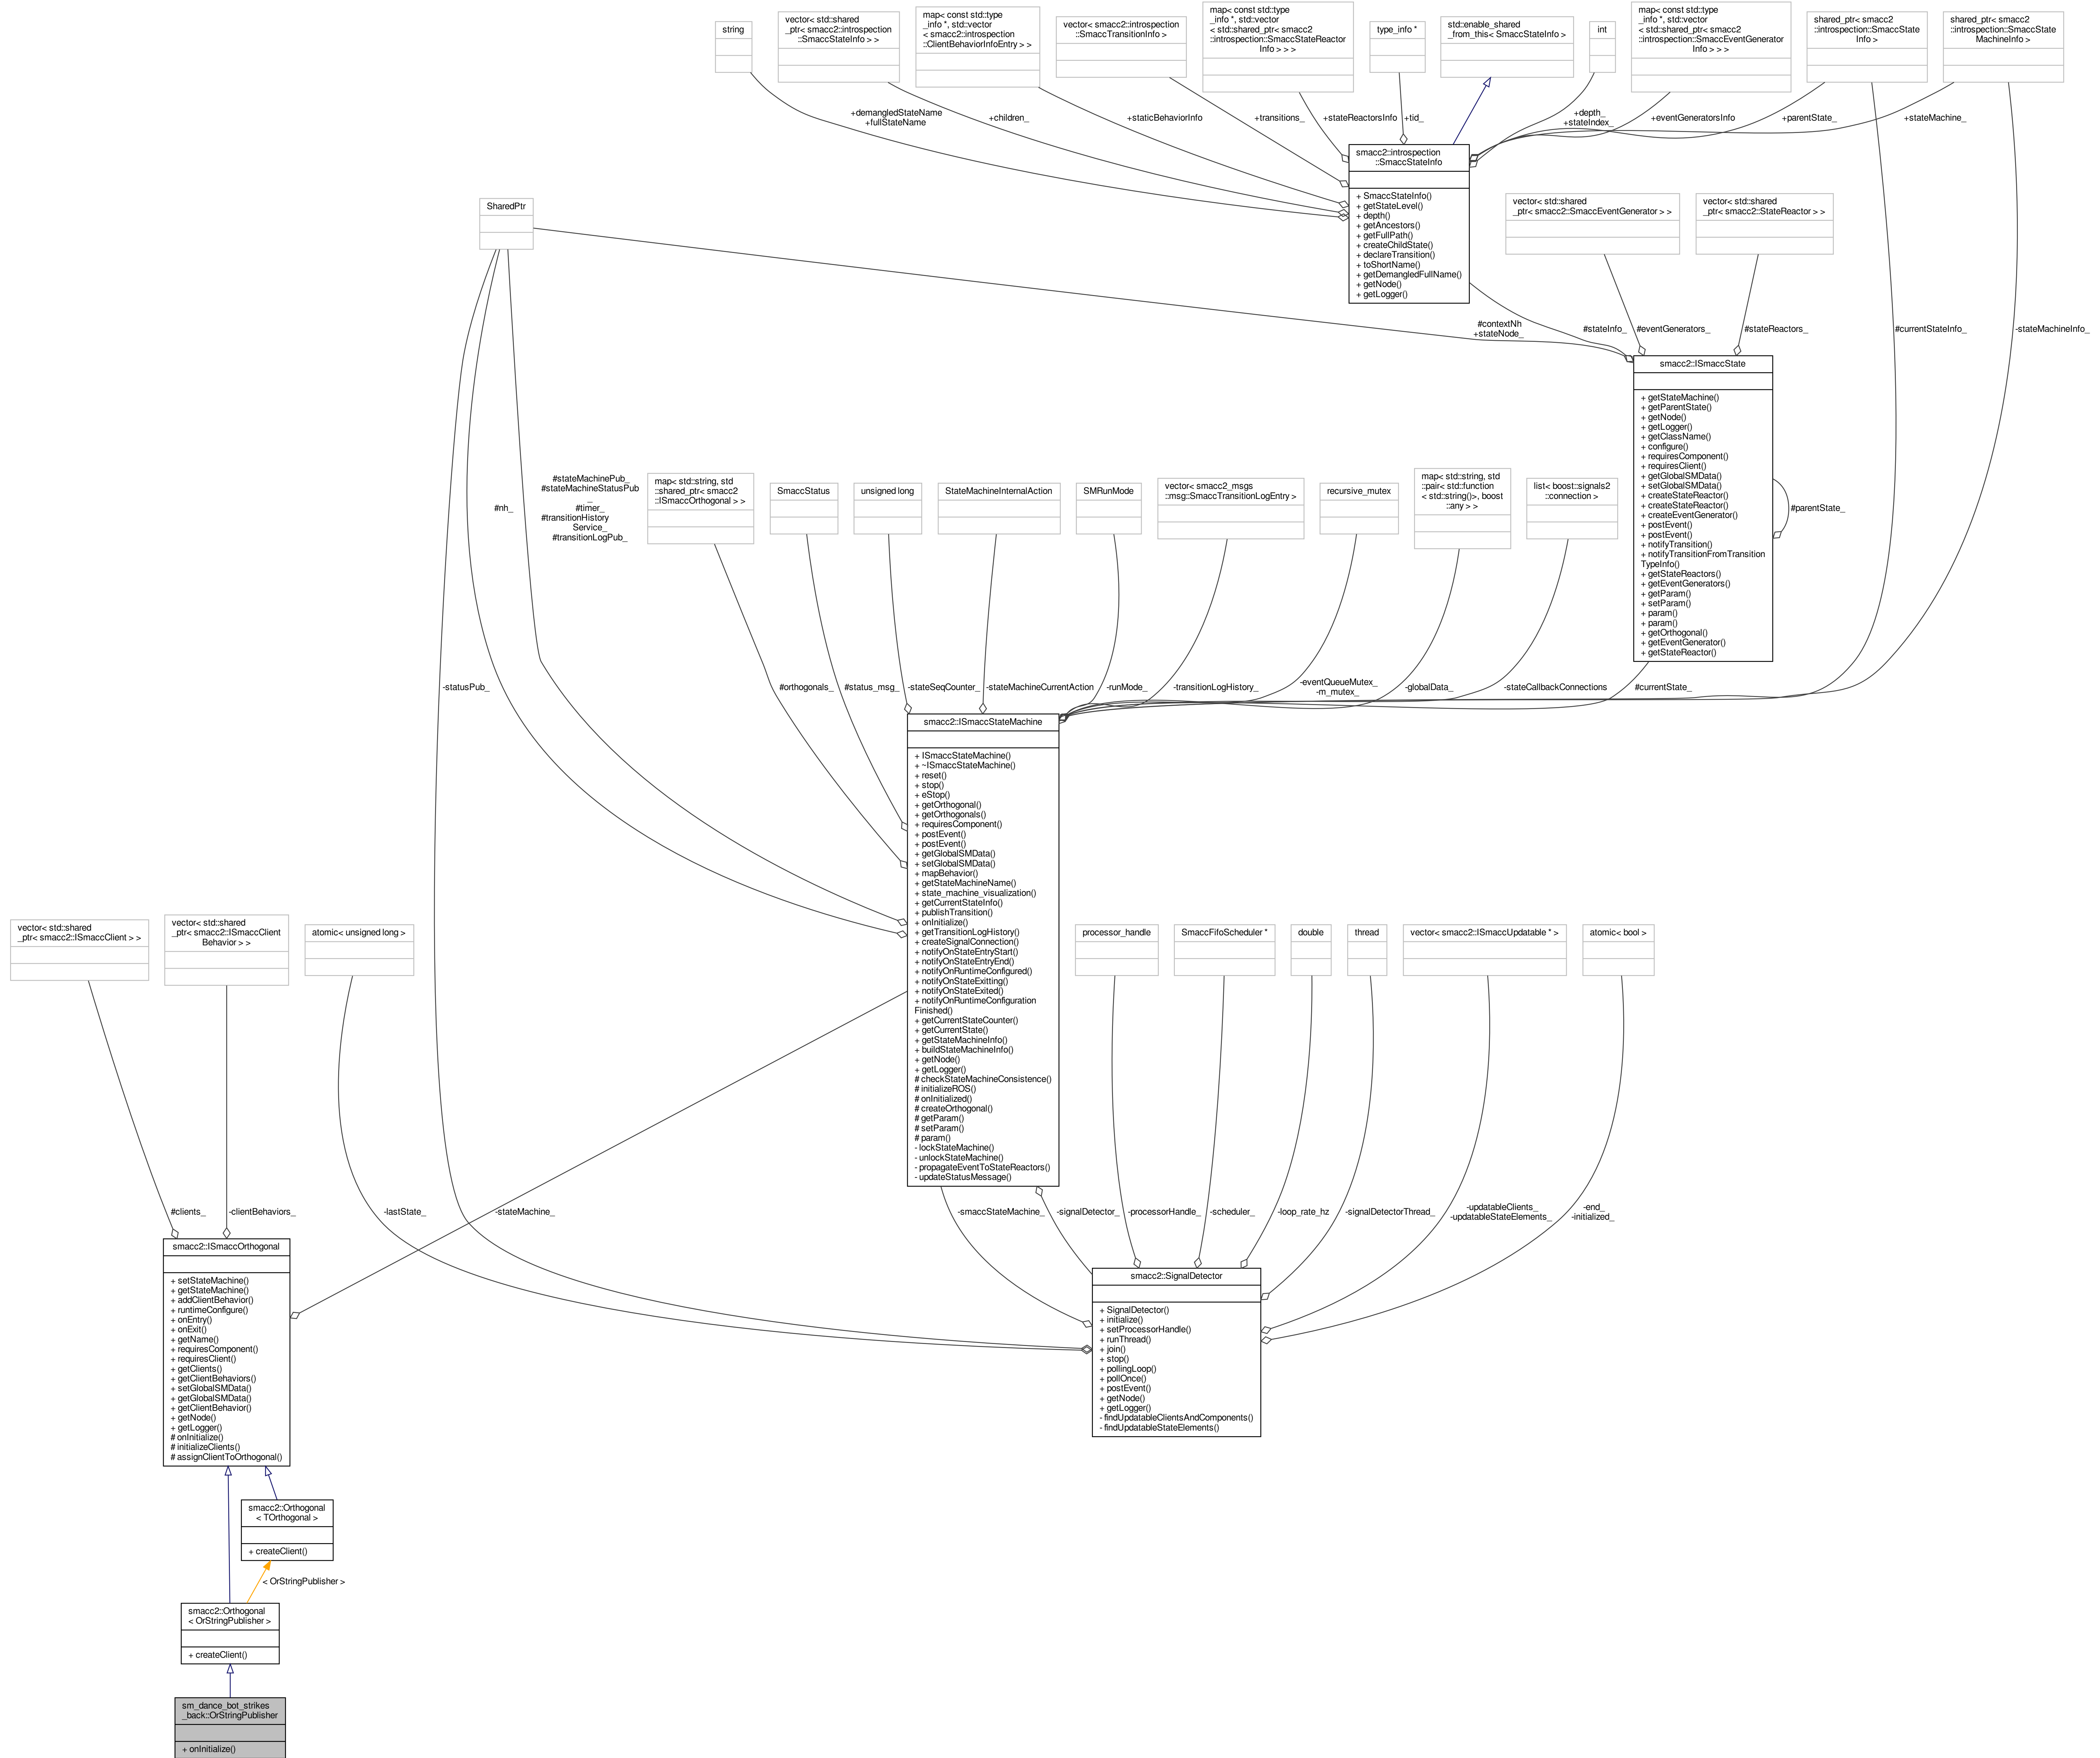 string
vector< std::shared
_ptr< smacc2::introspection
::SmaccStateInfo > >
map< const std::type
_info *, std::vector
< smacc2::introspection
::ClientBehaviorInfoEntry > >
vector< smacc2::introspection
::SmaccTransitionInfo >
map< const std::type
_info *, std::vector
< std::shared_ptr< smacc2
::introspection::SmaccStateReactor
Info > > >
type_info *
std::enable_shared
_from_this< SmaccStateInfo >
int
map< const std::type
_info *, std::vector
< std::shared_ptr< smacc2
::introspection::SmaccEventGenerator
Info > > >
shared_ptr< smacc2
::introspection::SmaccState
Info >
shared_ptr< smacc2
::introspection::SmaccState
MachineInfo >
+demangledStateName
+fullStateName
+children_
+staticBehaviorInfo
+transitions_
+stateReactorsInfo
+tid_
+depth_
+stateIndex_
+eventGeneratorsInfo
+parentState_
+stateMachine_
smacc2::introspection
::SmaccStateInfo
+ SmaccStateInfo()
+ getStateLevel()
+ depth()
+ getAncestors()
+ getFullPath()
+ createChildState()
+ declareTransition()
+ toShortName()
+ getDemangledFullName()
+ getNode()
+ getLogger()
SharedPtr
vector< std::shared
_ptr< smacc2::SmaccEventGenerator > >
vector< std::shared
_ptr< smacc2::StateReactor > >
#contextNh
+stateNode_
#stateInfo_
#eventGenerators_
#stateReactors_
#currentStateInfo_
-stateMachineInfo_
smacc2::ISmaccState
+ getStateMachine()
+ getParentState()
+ getNode()
+ getLogger()
+ getClassName()
+ configure()
+ requiresComponent()
+ requiresClient()
+ getGlobalSMData()
+ setGlobalSMData()
+ createStateReactor()
+ createStateReactor()
+ createEventGenerator()
+ postEvent()
+ postEvent()
+ notifyTransition()
+ notifyTransitionFromTransition
TypeInfo()
+ getStateReactors()
+ getEventGenerators()
+ getParam()
+ setParam()
+ param()
+ param()
+ getOrthogonal()
+ getEventGenerator()
+ getStateReactor()
#parentState_
#nh_
#stateMachinePub_
#stateMachineStatusPub
_
#timer_
#transitionHistory
Service_
#transitionLogPub_
map< std::string, std
::shared_ptr< smacc2
::ISmaccOrthogonal > >
SmaccStatus
unsigned long
StateMachineInternalAction
SMRunMode
vector< smacc2_msgs
::msg::SmaccTransitionLogEntry >
recursive_mutex
map< std::string, std
::pair< std::function
< std::string()>, boost
::any > >
list< boost::signals2
::connection >
-statusPub_
#orthogonals_
#status_msg_
-stateSeqCounter_
-stateMachineCurrentAction
-runMode_
-transitionLogHistory_
-eventQueueMutex_
-m_mutex_
-globalData_
-stateCallbackConnections
#currentState_
smacc2::ISmaccStateMachine
+ ISmaccStateMachine()
+ ~ISmaccStateMachine()
+ reset()
+ stop()
+ eStop()
+ getOrthogonal()
+ getOrthogonals()
+ requiresComponent()
+ postEvent()
+ postEvent()
+ getGlobalSMData()
+ setGlobalSMData()
+ mapBehavior()
+ getStateMachineName()
+ state_machine_visualization()
+ getCurrentStateInfo()
+ publishTransition()
+ onInitialize()
+ getTransitionLogHistory()
+ createSignalConnection()
+ notifyOnStateEntryStart()
+ notifyOnStateEntryEnd()
+ notifyOnRuntimeConfigured()
+ notifyOnStateExitting()
+ notifyOnStateExited()
+ notifyOnRuntimeConfiguration
Finished()
+ getCurrentStateCounter()
+ getCurrentState()
+ getStateMachineInfo()
+ buildStateMachineInfo()
+ getNode()
+ getLogger()
# checkStateMachineConsistence()
# initializeROS()
# onInitialized()
# createOrthogonal()
# getParam()
# setParam()
# param()
- lockStateMachine()
- unlockStateMachine()
- propagateEventToStateReactors()
- updateStatusMessage()
vector< std::shared
_ptr< smacc2::ISmaccClient > >
vector< std::shared
_ptr< smacc2::ISmaccClient
Behavior > >
atomic< unsigned long >
processor_handle
SmaccFifoScheduler *
double
thread
vector< smacc2::ISmaccUpdatable * >
atomic< bool >
#clients_
-clientBehaviors_
-lastState_
-stateMachine_
-smaccStateMachine_
-signalDetector_
-processorHandle_
-scheduler_
-loop_rate_hz
-signalDetectorThread_
-updatableClients_
-updatableStateElements_
-end_
-initialized_
smacc2::ISmaccOrthogonal
+ setStateMachine()
+ getStateMachine()
+ addClientBehavior()
+ runtimeConfigure()
+ onEntry()
+ onExit()
+ getName()
+ requiresComponent()
+ requiresClient()
+ getClients()
+ getClientBehaviors()
+ setGlobalSMData()
+ getGlobalSMData()
+ getClientBehavior()
+ getNode()
+ getLogger()
# onInitialize()
# initializeClients()
# assignClientToOrthogonal()
smacc2::SignalDetector
+ SignalDetector()
+ initialize()
+ setProcessorHandle()
+ runThread()
+ join()
+ stop()
+ pollingLoop()
+ pollOnce()
+ postEvent()
+ getNode()
+ getLogger()
- findUpdatableClientsAndComponents()
- findUpdatableStateElements()
smacc2::Orthogonal
< TOrthogonal >
+ createClient()
< OrStringPublisher >
smacc2::Orthogonal
< OrStringPublisher >
+ createClient()
sm_dance_bot_strikes
_back::OrStringPublisher
+ onInitialize()